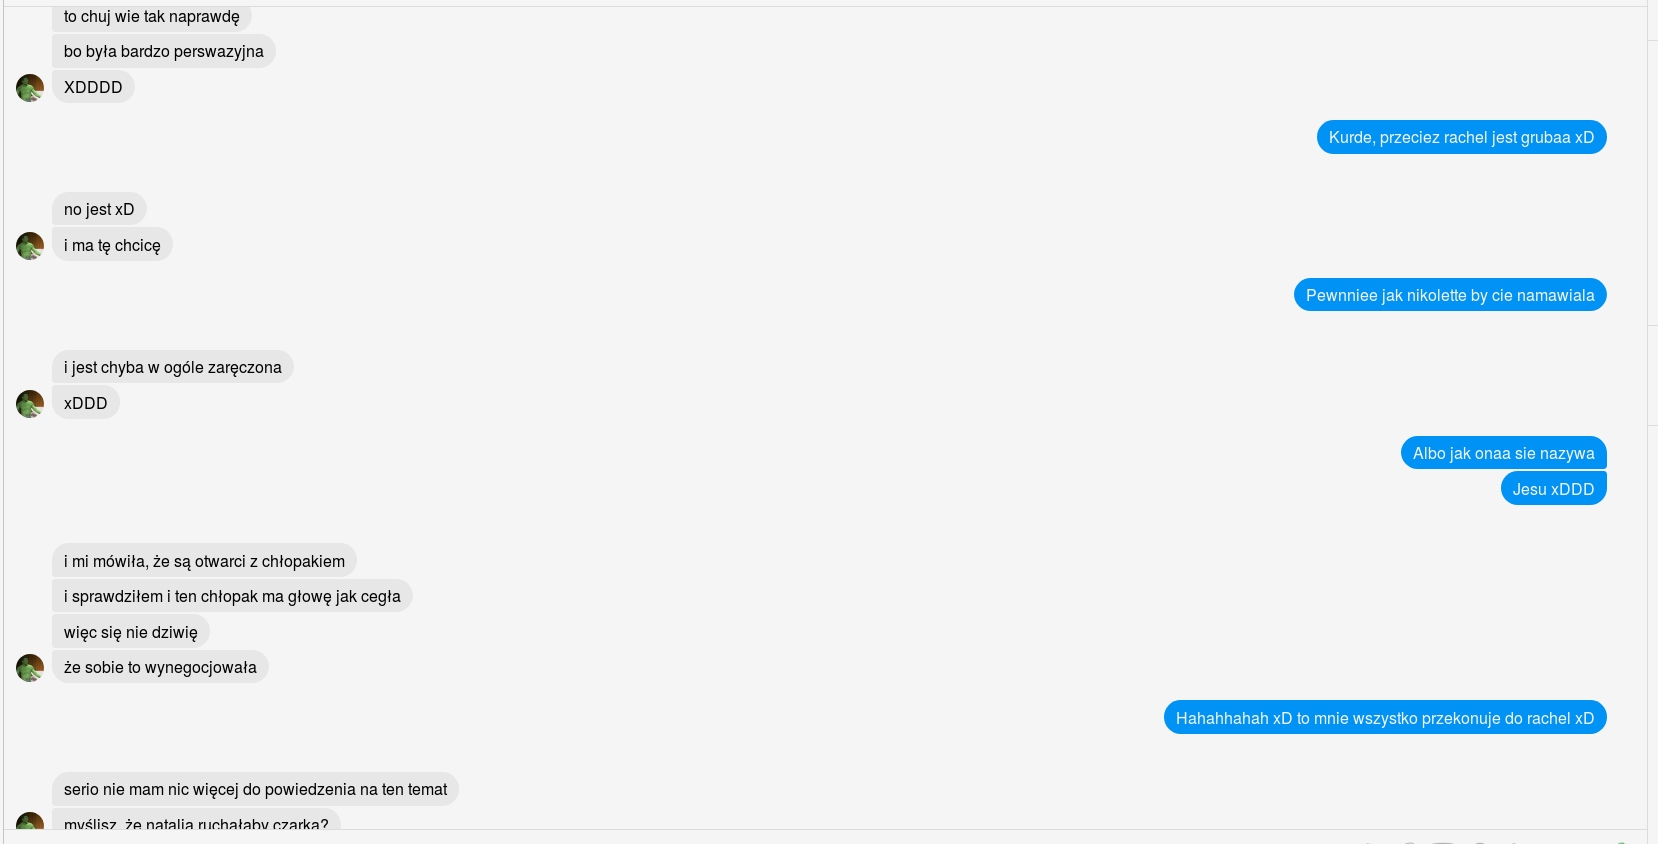 to chuj wie tak naprawdę
bo była bardzo perswazyjna
XDDDD
Kurde, przeciez rachel jest grubaa xD
no jest xD
i ma tę chcicę
Pewnniee jak nikolette by cie namawiala
i jest chyba w ogóle zaręczona
xDDD
Albo jak onaa sie nazywa
Jesu xDDD
i mi mówiła, że są otwarci z chłopakiem
i sprawdziłem i ten chłopak ma głowę jak cegła
więc się nie dziwię
że sobie to wynegocjowała
Hahahhahah xD to mnie wszystko przekonuje do rachel xD
serio nie mam nic więcej do powiedzenia na ten temat
myślisz, że natalia ruchałaby czarka?